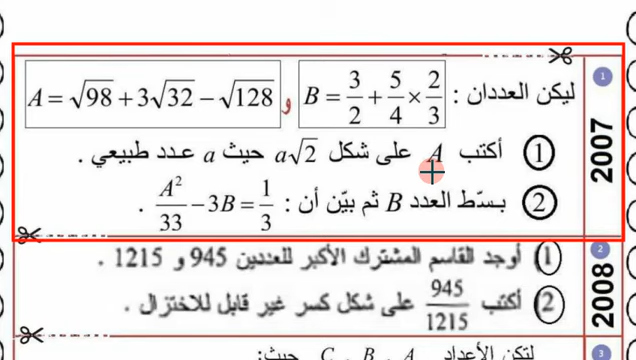 1
2007
ليكن العددان : B = 3/2 + 5/4 × 2/3 و A = √98 + 3√32 − √128
① أكتب A على شكل a√2 حيث a عدد طبيعي .
② بسّط العدد B ثم بيّن أن : A²/33 − 3B = 1/3 .
2
2008
① أوجد القاسم المشترك الأكبر للعددين 945 و 1215 .
② أكتب 945/1215 على شكل كسر غير قابل للاختزال .
3
لتكن الأعداد A ، B ، C حيث: